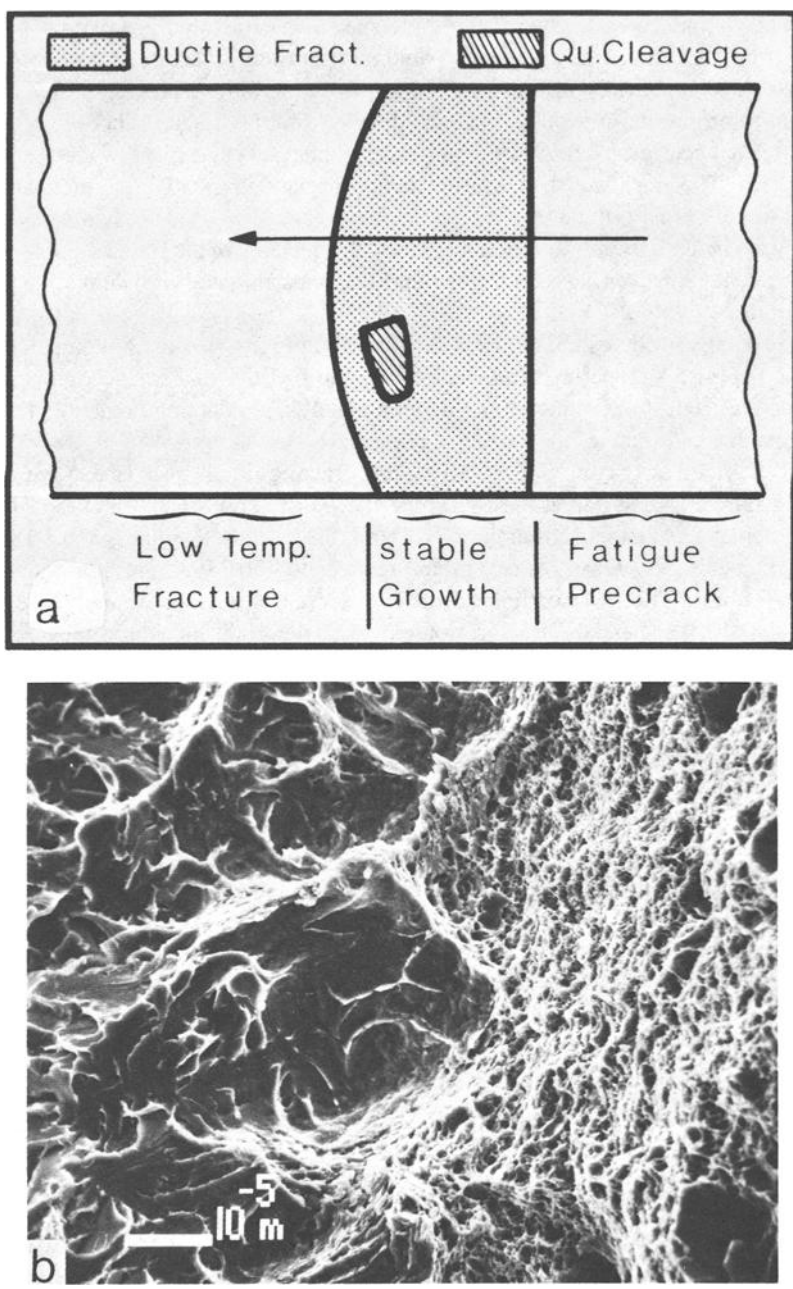 Ductile Fract. Qu.Cleavage
Low Temp. Fracture
stable Growth
Fatigue Precrack
a
-5
10 m
b